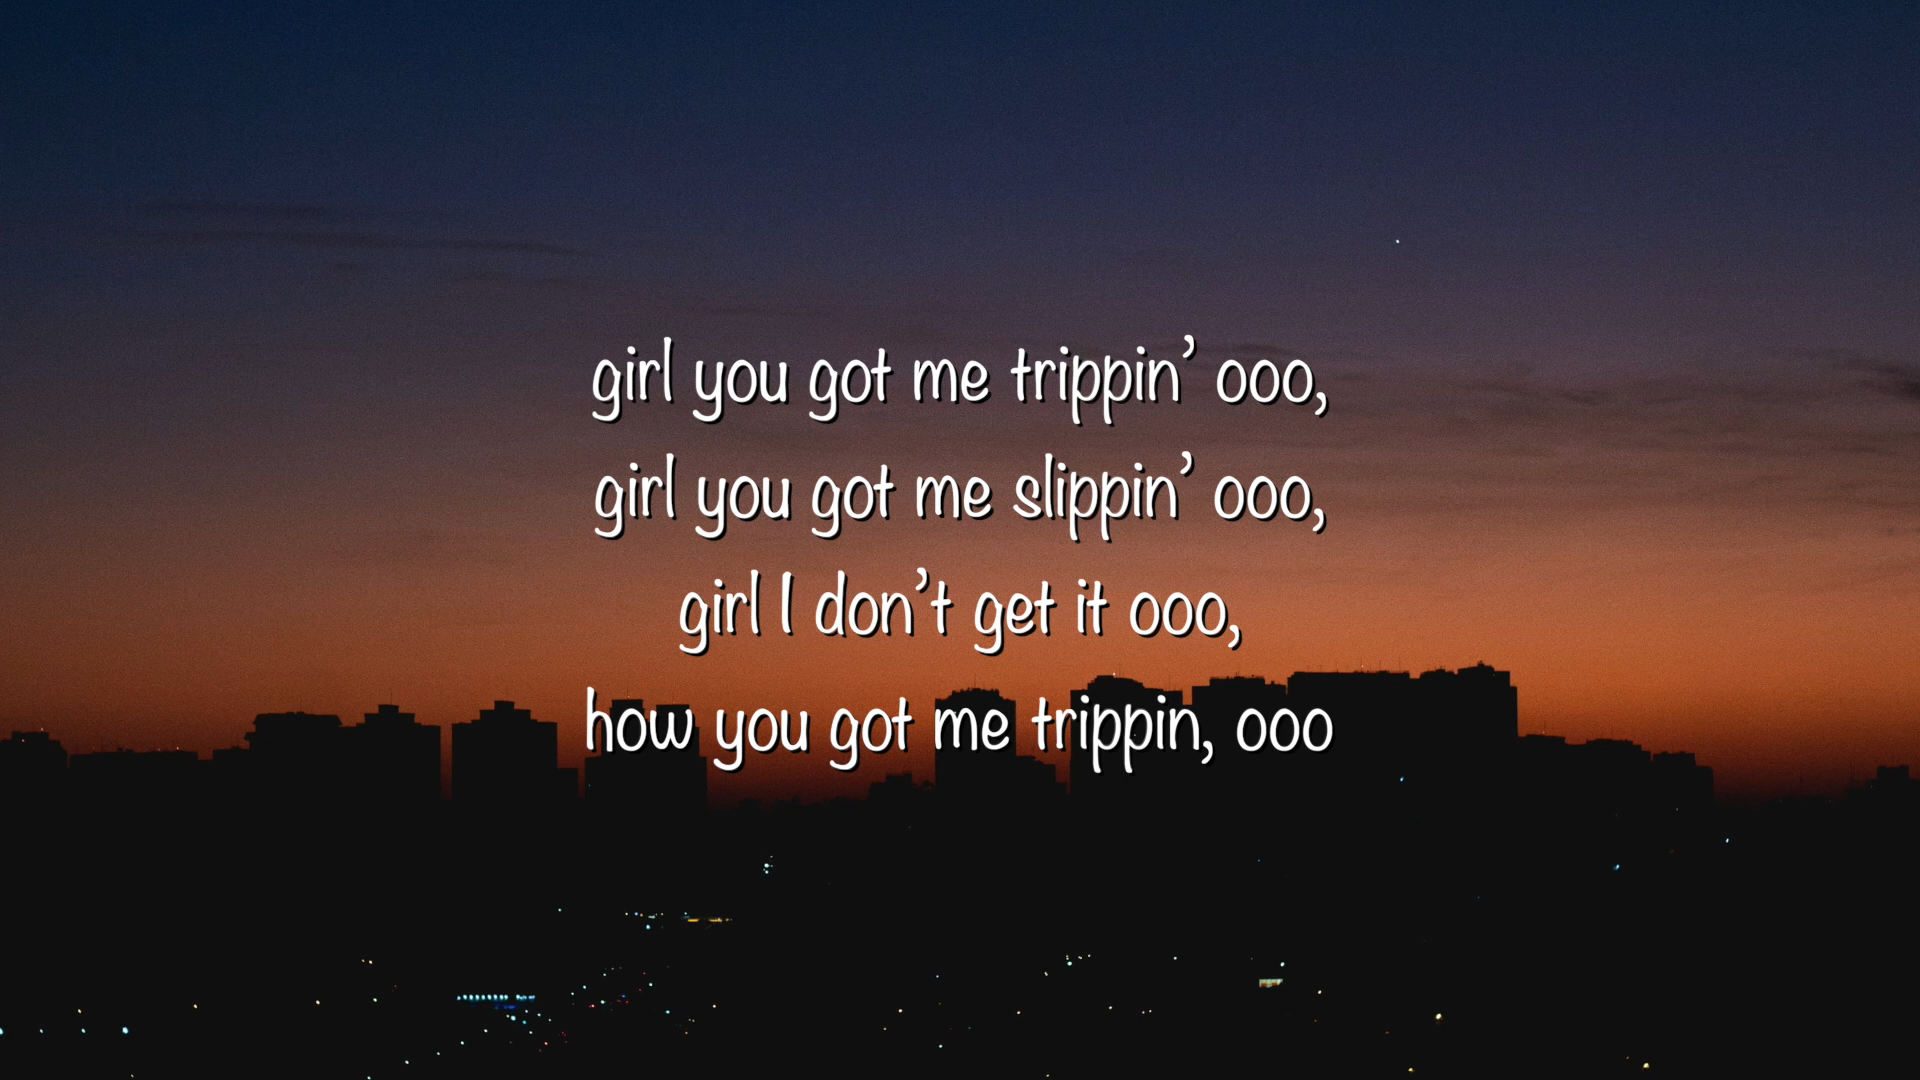 girl you got me trippin’ ooo,
girl you got me slippin’ ooo,
girl I don’t get it ooo,
how you got me trippin, ooo